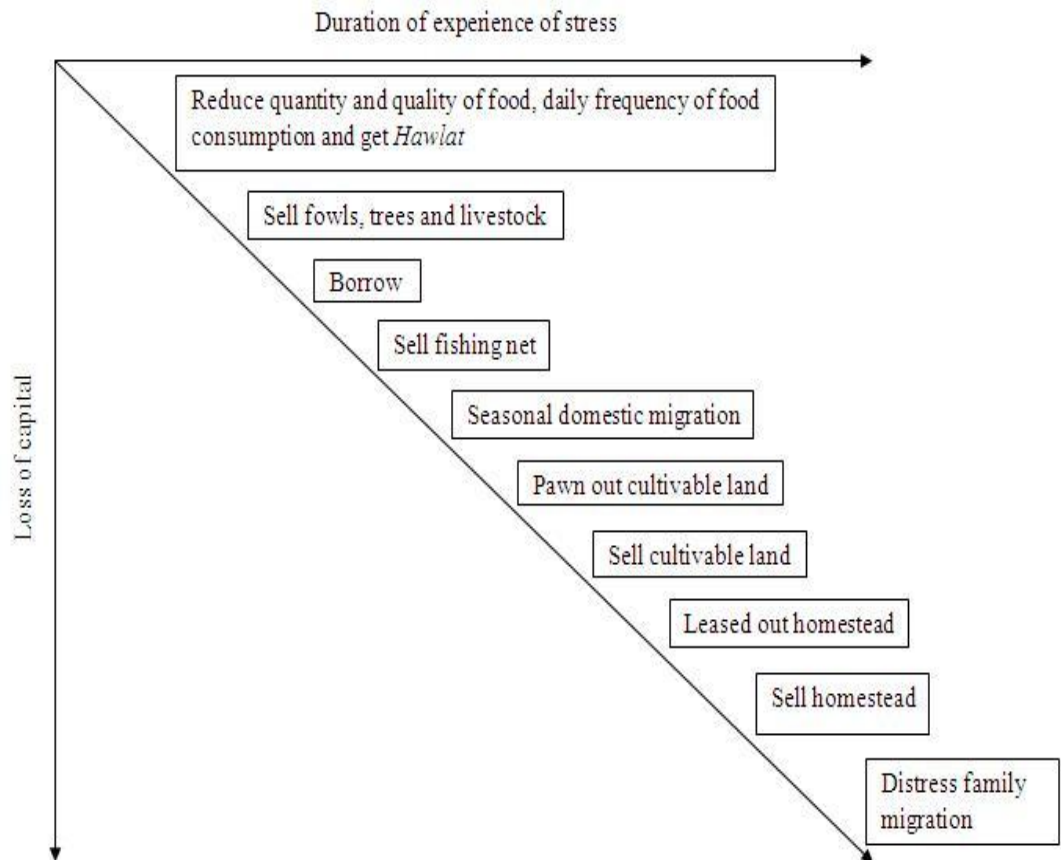 Duration of experience of stress
Reduce quantity and quality of food, daily frequency of food
consumption and get Hawlat
Sell fowls, trees and livestock
Borrow
Sell fishing net
Seasonal domestic migration
Loss of capital
Pawn out cultivable land
Sell cultivable land
Leased out homestead
Sell homestead
Distress family
migration